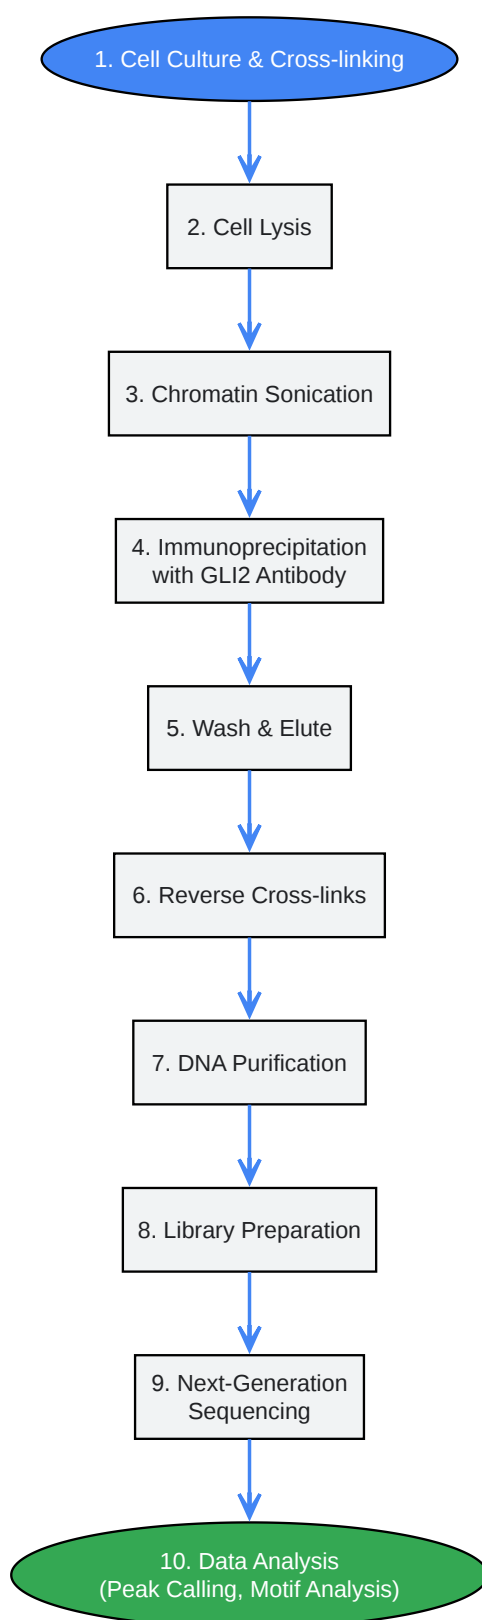 1. Cell Culture & Cross-linking
2. Cell Lysis
3. Chromatin Sonication
4. Immunoprecipitation
with GLI2 Antibody
5. Wash & Elute
6. Reverse Cross-links
7. DNA Purification
8. Library Preparation
9. Next-Generation
Sequencing
10. Data Analysis
(Peak Calling, Motif Analysis)